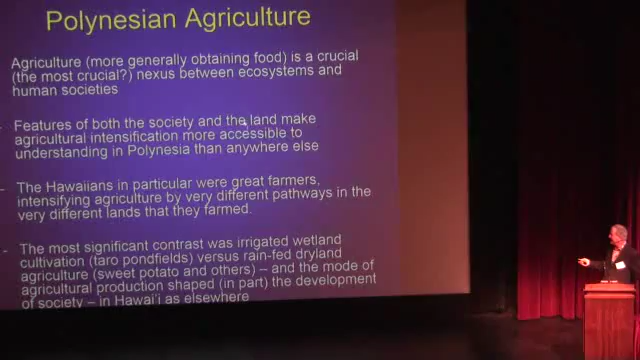 Polynesian Agriculture
Agriculture (more generally obtaining food) is a crucial
(the most crucial?) nexus between ecosystems and
human societies
- Features of both the society and the land make
agricultural intensification more accessible to
understanding in Polynesia than anywhere else
- The Hawaiians in particular were great farmers,
intensifying agriculture by very different pathways in the
very different lands that they farmed.
- The most significant contrast was irrigated wetland
cultivation (taro pondfields) versus rain-fed dryland
agriculture (sweet potato and others) – and the mode of
agricultural production shaped (in part) the development
of society – in Hawai'i as elsewhere